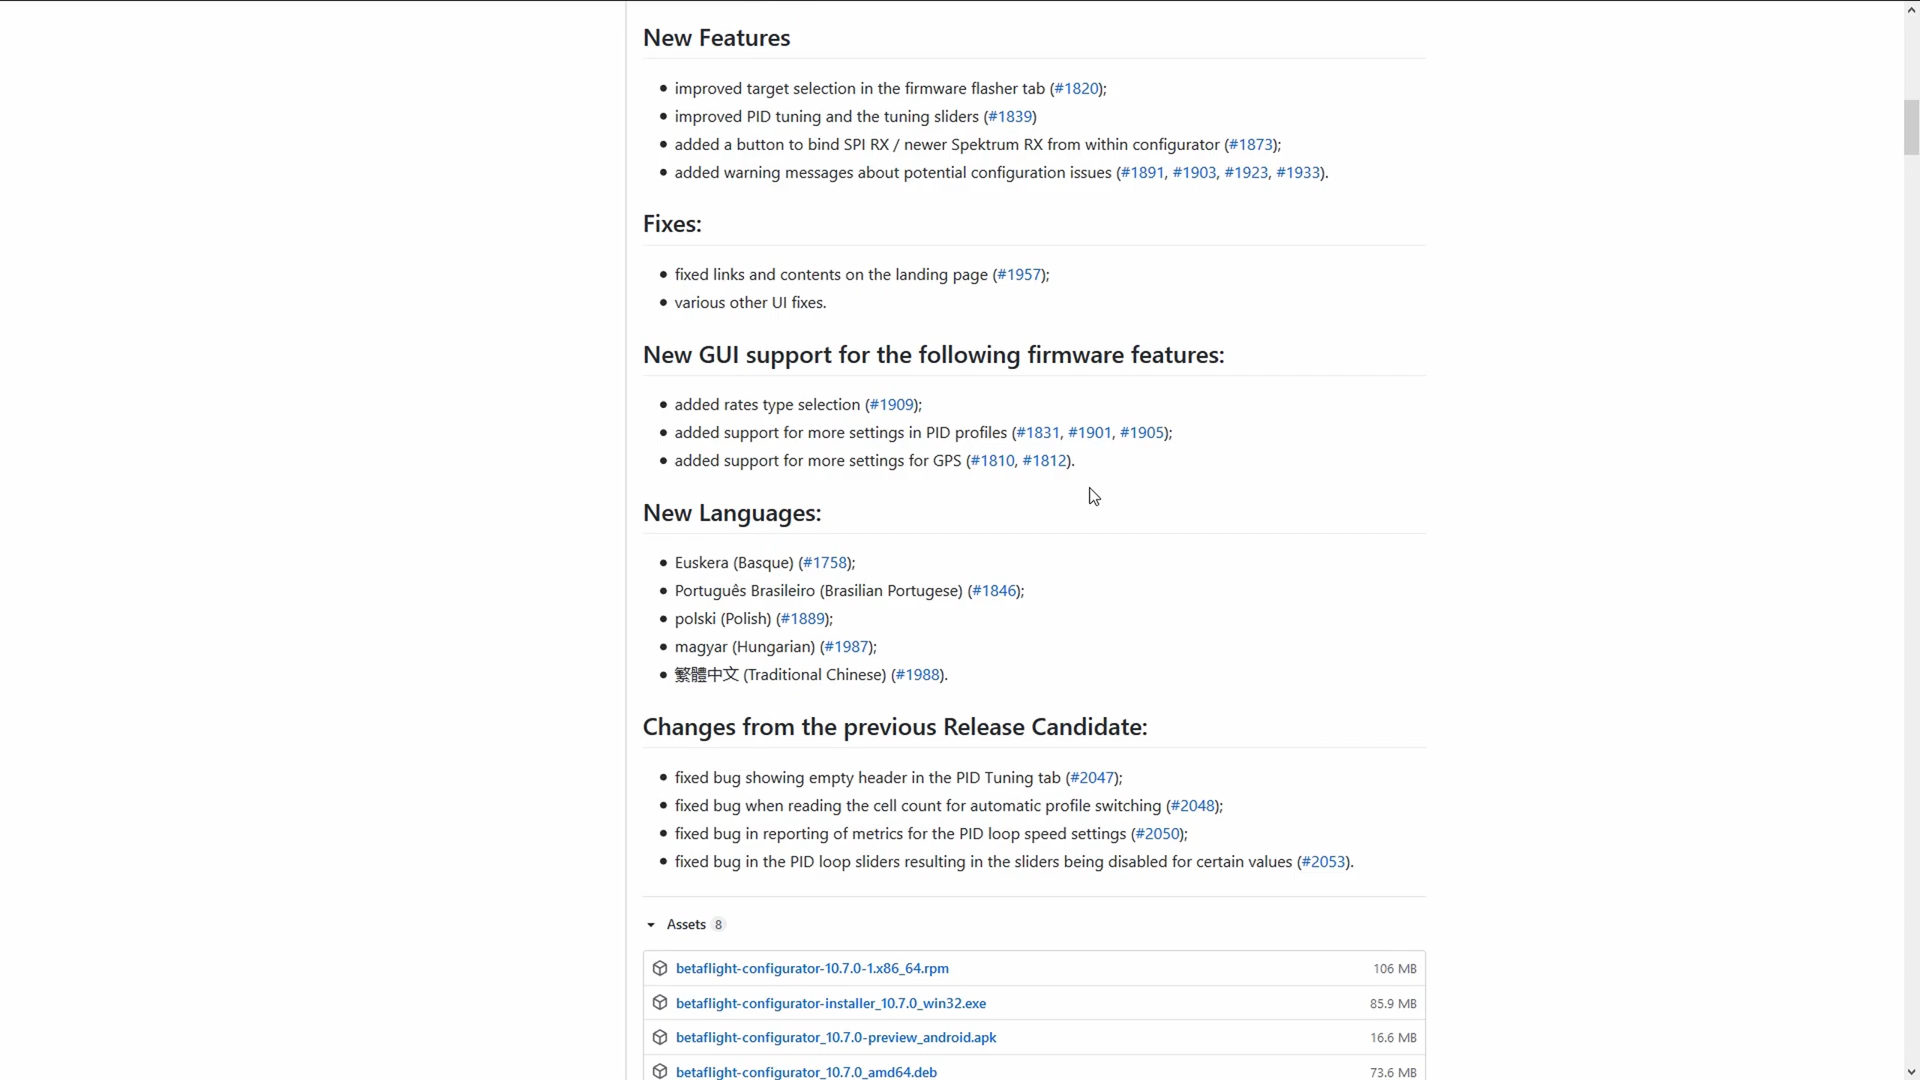 New Features
improved target selection in the firmware flasher tab (#1820);
improved PID tuning and the tuning sliders (#1839)
added a button to bind SPI RX / newer Spektrum RX from within configurator (#1873);
added warning messages about potential configuration issues (#1891, #1903, #1923, #1933).
Fixes:
fixed links and contents on the landing page (#1957);
various other UI fixes.
New GUI support for the following firmware features:
added rates type selection (#1909);
added support for more settings in PID profiles (#1831, #1901, #1905);
added support for more settings for GPS (#1810, #1812).
New Languages:
Euskera (Basque) (#1758);
Português Brasileiro (Brasilian Portugese) (#1846);
polski (Polish) (#1889);
magyar (Hungarian) (#1987);
繁體中文 (Traditional Chinese) (#1988).
Changes from the previous Release Candidate:
fixed bug showing empty header in the PID Tuning tab (#2047);
fixed bug when reading the cell count for automatic profile switching (#2048);
fixed bug in reporting of metrics for the PID loop speed settings (#2050);
fixed bug in the PID loop sliders resulting in the sliders being disabled for certain values (#2053).
Assets 8
betaflight-configurator-10.7.0-1.x86_64.rpm 106 MB
betaflight-configurator-installer_10.7.0_win32.exe 85.9 MB
betaflight-configurator_10.7.0-preview_android.apk 16.6 MB
betaflight-configurator_10.7.0_amd64.deb 73.6 MB